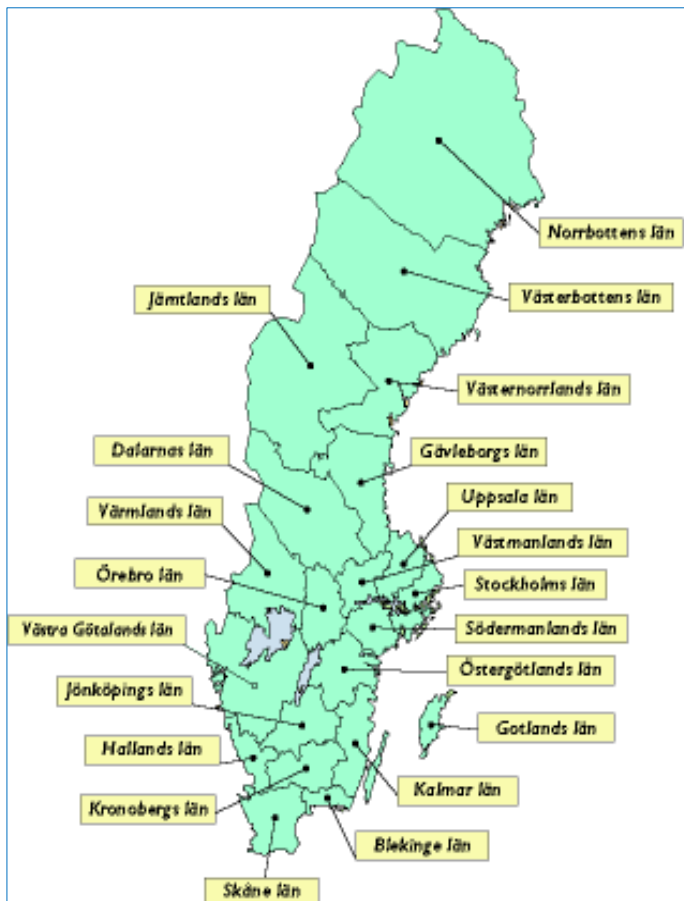 Norrbottens län
Västerbottens län
Jämtlands län
Västernorrlands län
Dalarnas län
Gävleborgs län
Uppsala län
Värmlands län
Västmanlands län
Örebro län
Stockholms län
Västra Götalands län
Södermanlands län
Östergötlands län
Jönköpings län
Gotlands län
Hallands län
Kalmar län
Kronobergs län
Blekinge län
Skåne län